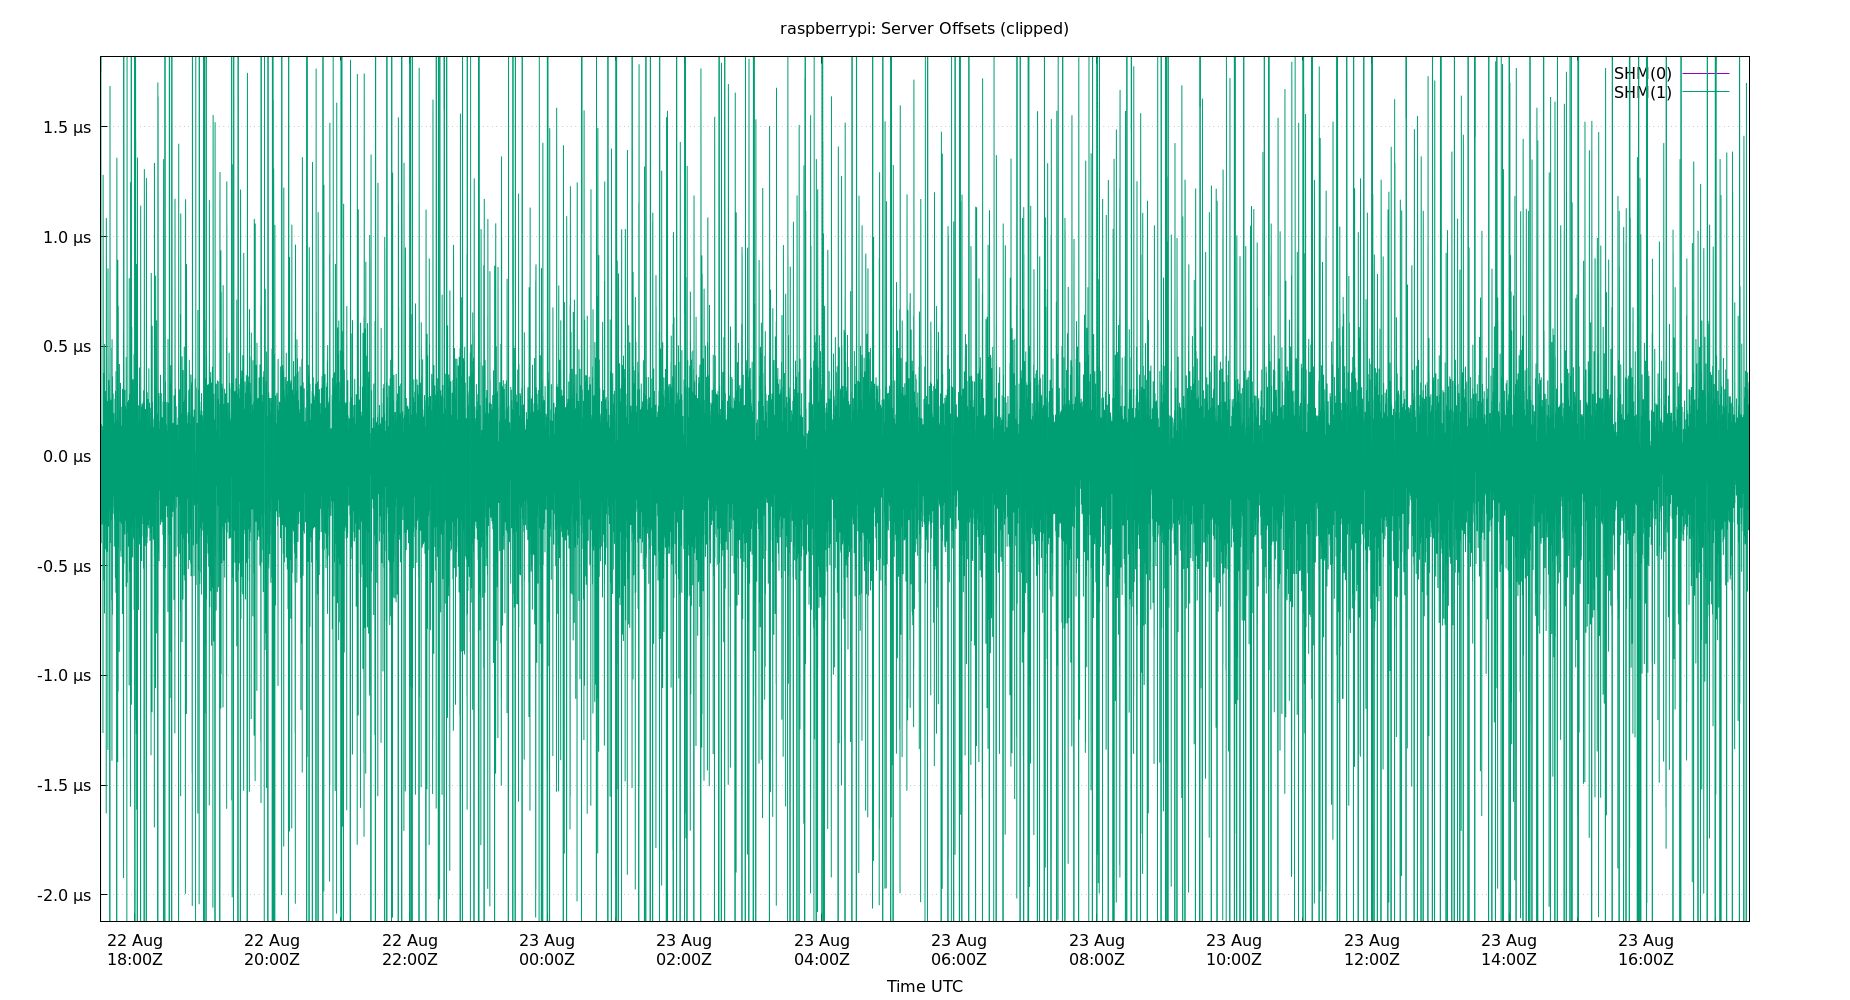 raspberrypi: Server Offsets (clipped)
SHM(0)
SHM(1)
1.5 µs
1.0 µs
0.5 µs
0.0 µs
-0.5 µs
-1.0 µs
-1.5 µs
-2.0 µs
22 Aug 22 Aug 22 Aug 23 Aug 23 Aug 23 Aug 23 Aug 23 Aug 23 Aug 23 Aug 23 Aug 23 Aug
18:00Z 20:00Z 22:00Z 00:00Z 02:00Z 04:00Z 06:00Z 08:00Z 10:00Z 12:00Z 14:00Z 16:00Z
Time UTC